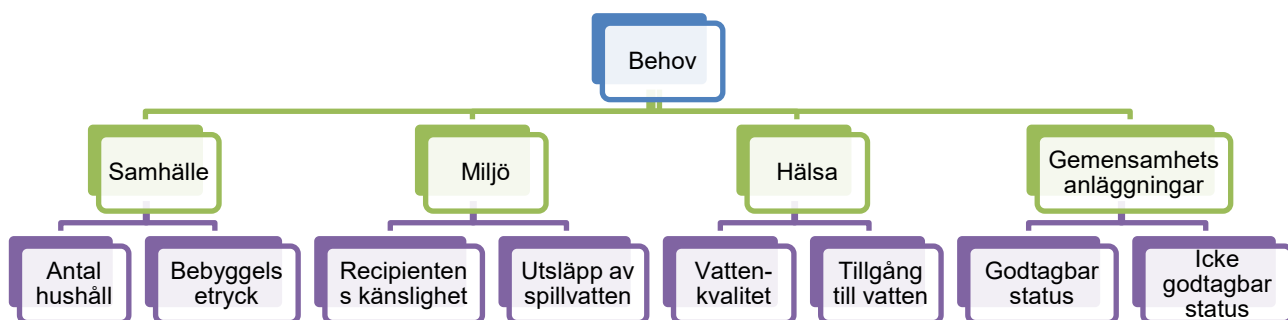 Behov
Samhälle
Miljö
Hälsa
Gemensamhets
anläggningar
Antal
hushåll
Bebyggels
etryck
Recipienten
s känslighet
Utsläpp av
spillvatten
Vatten-
kvalitet
Tillgång
till vatten
Godtagbar
status
Icke
godtagbar
status